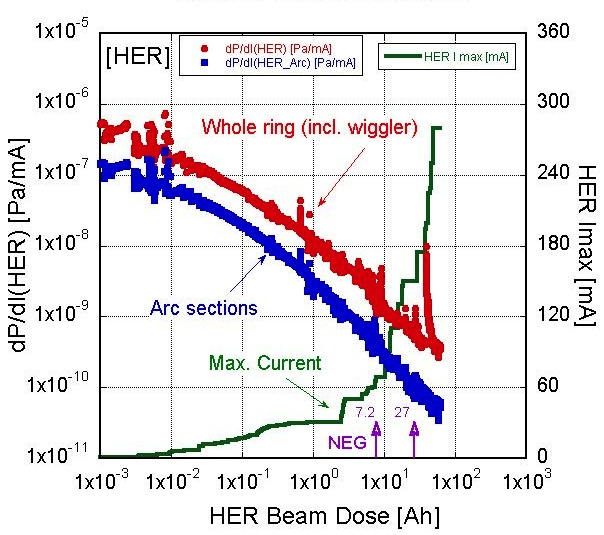 1x10-5
1x10-6
1x10-7
1x10-8
1x10-9
1x10-10
1x10-11
dP/dI(HER) [Pa/mA]
[HER]
dP/dI(HER) [Pa/mA]
dP/dI(HER_Arc) [Pa/mA]
HER I max [mA]
Whole ring (incl. wiggler)
Arc sections
Max. Current
7.2
27
NEG
360
300
240
180
120
60
0
HER Imax [mA]
1x10-3
1x10-2
1x10-1
1x100
1x101
1x102
1x103
HER Beam Dose [Ah]